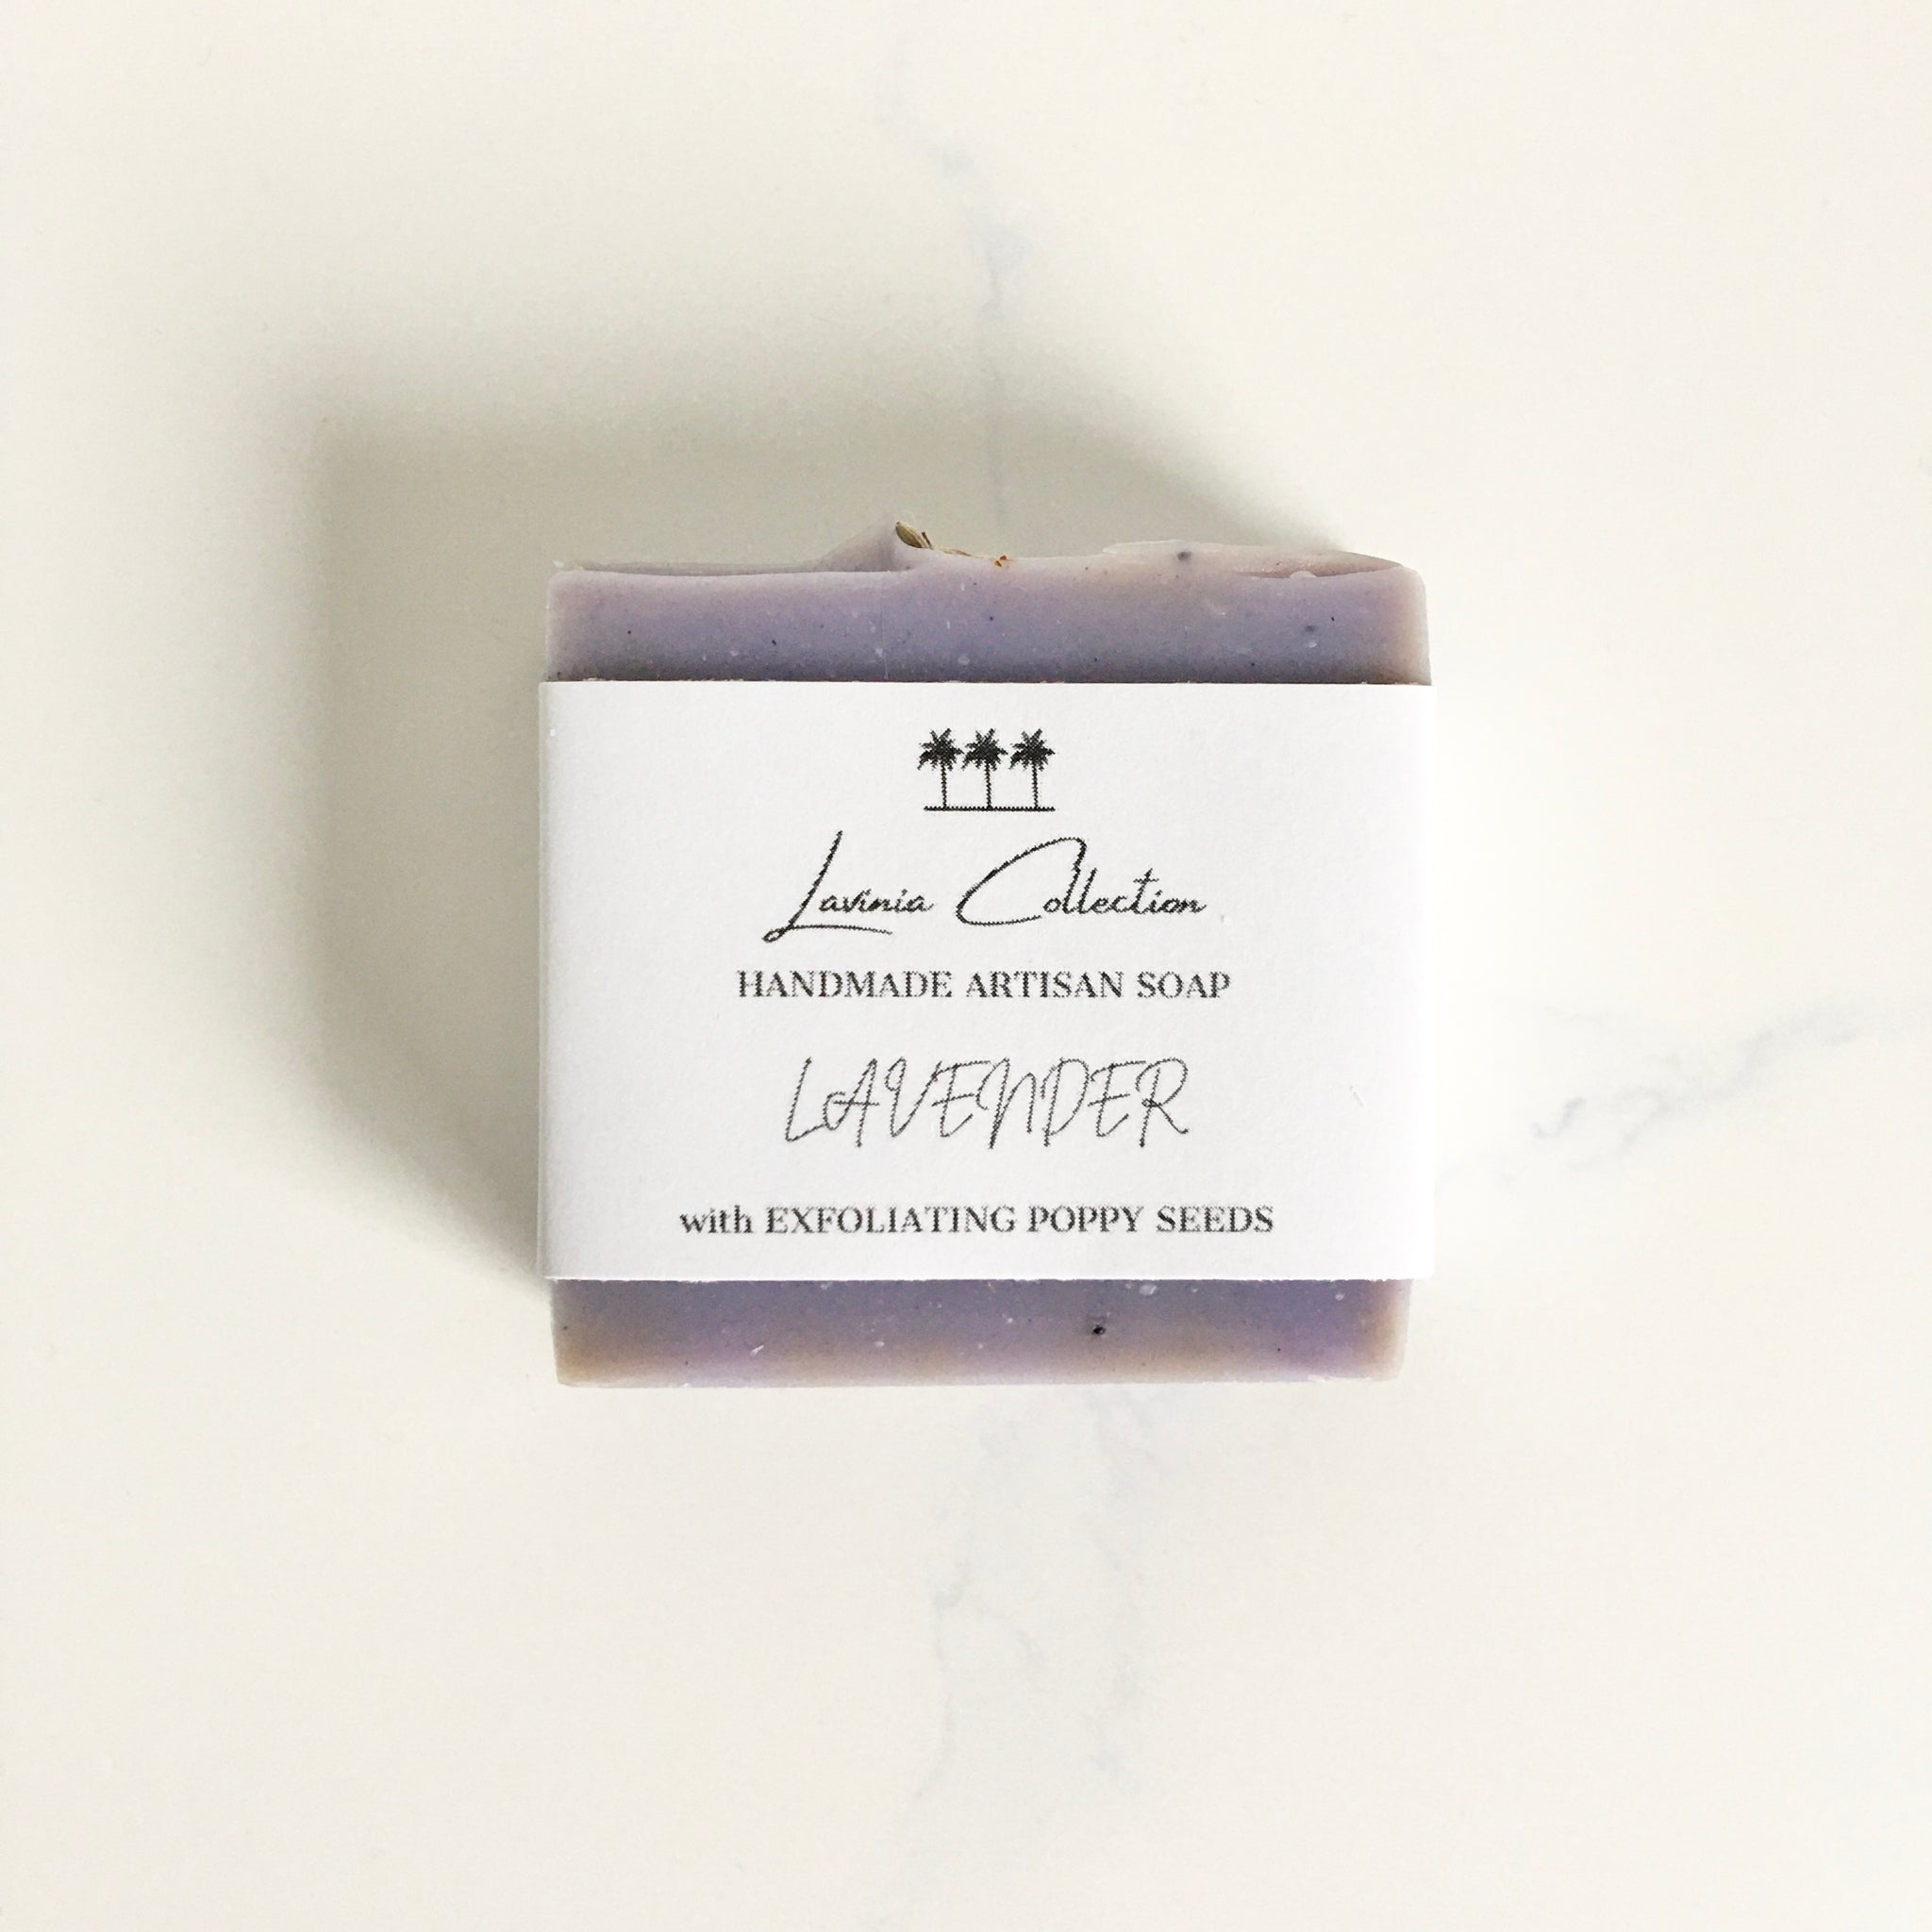 Lavinia Collection
HANDMADE ARTISAN SOAP
LAVENDER
with EXFOLIATING POPPY SEEDS